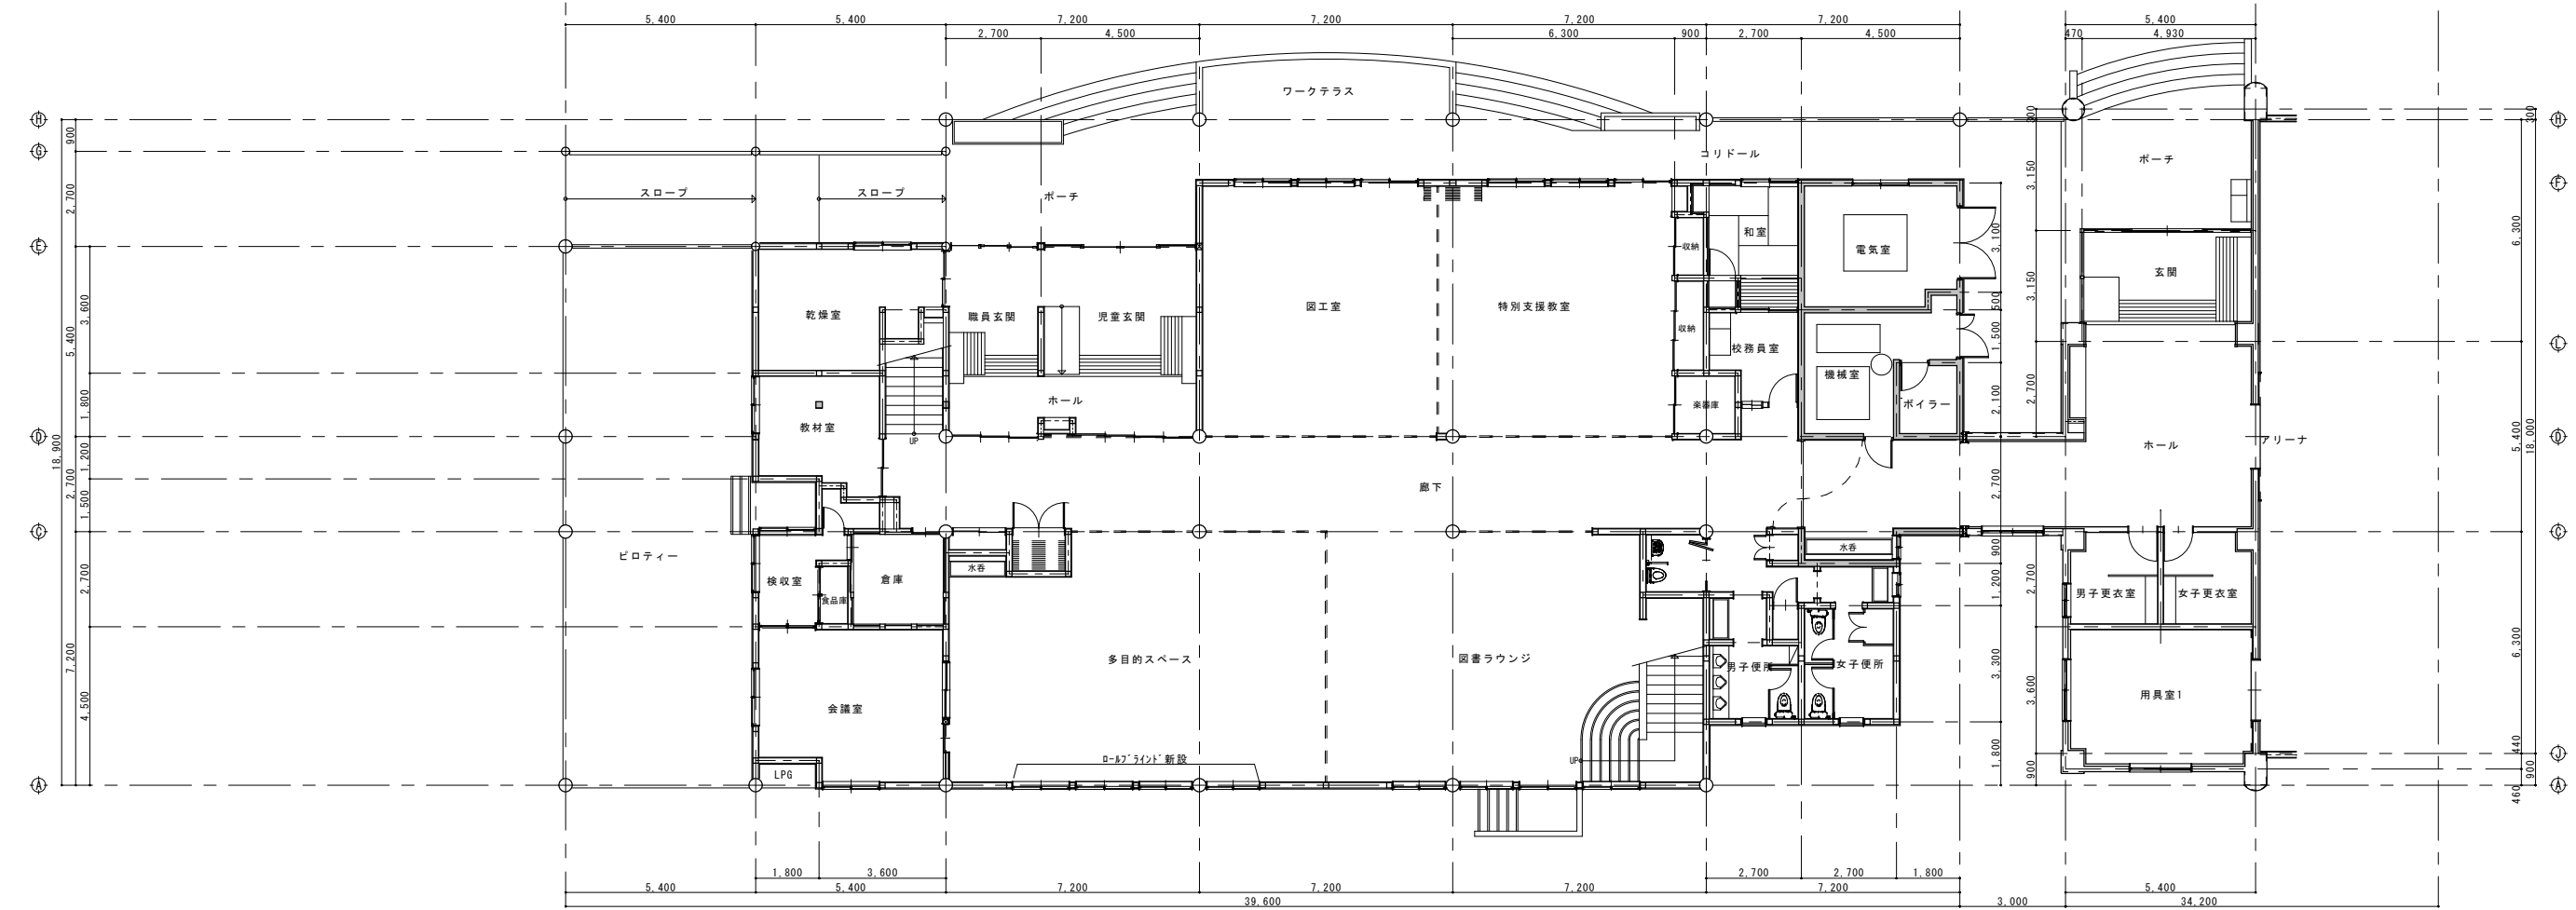 5,400 5,400 7,200 7,200 7,200 7,200 5,400
2,700 4,500 6,300 900 2,700 4,500 470 4,930
ワークテラス
H 900 300 300 H
G
コリドール
ポーチ
スロープ スロープ ポーチ
2,700 3,150 F
和室
収納 電気室 3,100 6,300
E
玄関
3,150
乾燥室 職員玄関 児童玄関 図工室 特別支援教室 500
3,600 収納 1,500
5,400 校務員室 L
機械室
2,700
ホール 楽器庫 ボイラー 2,100
1,800
教材室
UP
D 18,900 1,200 ホール アリーナ 5,400 18,000 D
2,700 1,500 廊下 2,700
C 水呑 900 C
ピロティー
水呑
検収室 食品庫 倉庫 1,200 2,700 男子更衣室 女子更衣室
2,700
7,200 多目的スペース 図書ラウンジ 男子便所 女子便所 3,300 6,300
4,500 会議室 3,600 用具室1
ロールブラインド新設 UP 1,800 440 J
LPG 900 900
A 460 A
1,800 3,600 2,700 2,700 1,800
5,400 5,400 7,200 7,200 7,200 7,200 5,400
39,600 3,000 34,200